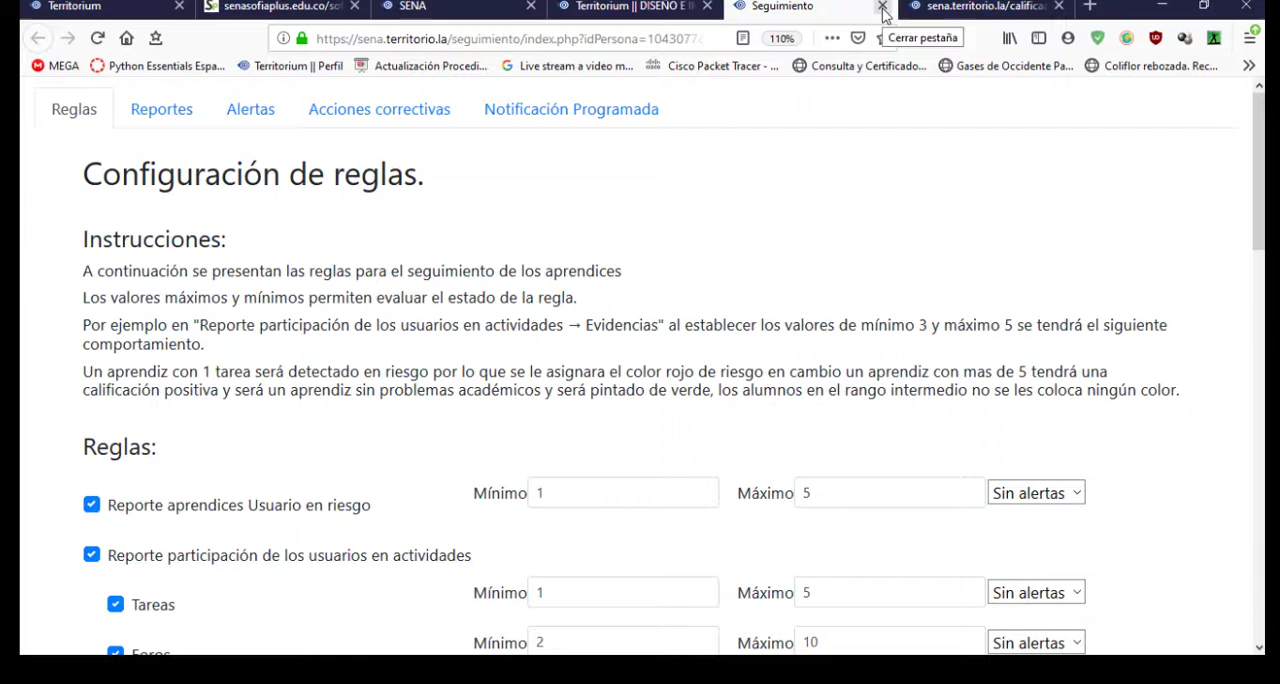 Territorium
senasofiaplus.edu.co/so
SENA
Territorium || DISEÑO E I
Seguimiento
sena.territorio.la/califica
https://sena.territorio.la/seguimiento/index.php?idPersona=1043077
110%
Cerrar pestaña
MEGA
Python Essentials Espa...
Territorium || Perfil
Actualización Procedi...
Live stream a video m...
Cisco Packet Tracer - ...
Consulta y Certificado...
Gases de Occidente Pa...
Coliflor rebozada. Rec...
Reglas
Reportes
Alertas
Acciones correctivas
Notificación Programada
Configuración de reglas.
Instrucciones:
A continuación se presentan las reglas para el seguimiento de los aprendices
Los valores máximos y mínimos permiten evaluar el estado de la regla.
Por ejemplo en "Reporte participación de los usuarios en actividades → Evidencias" al establecer los valores de mínimo 3 y máximo 5 se tendrá el siguiente
comportamiento.
Un aprendiz con 1 tarea será detectado en riesgo por lo que se le asignara el color rojo de riesgo en cambio un aprendiz con mas de 5 tendrá una
calificación positiva y será un aprendiz sin problemas académicos y será pintado de verde, los alumnos en el rango intermedio no se les coloca ningún color.
Reglas:
Reporte aprendices Usuario en riesgo Mínimo 1 Máximo 5 Sin alertas
Reporte participación de los usuarios en actividades
Tareas Mínimo 1 Máximo 5 Sin alertas
Foros Mínimo 2 Máximo 10 Sin alertas